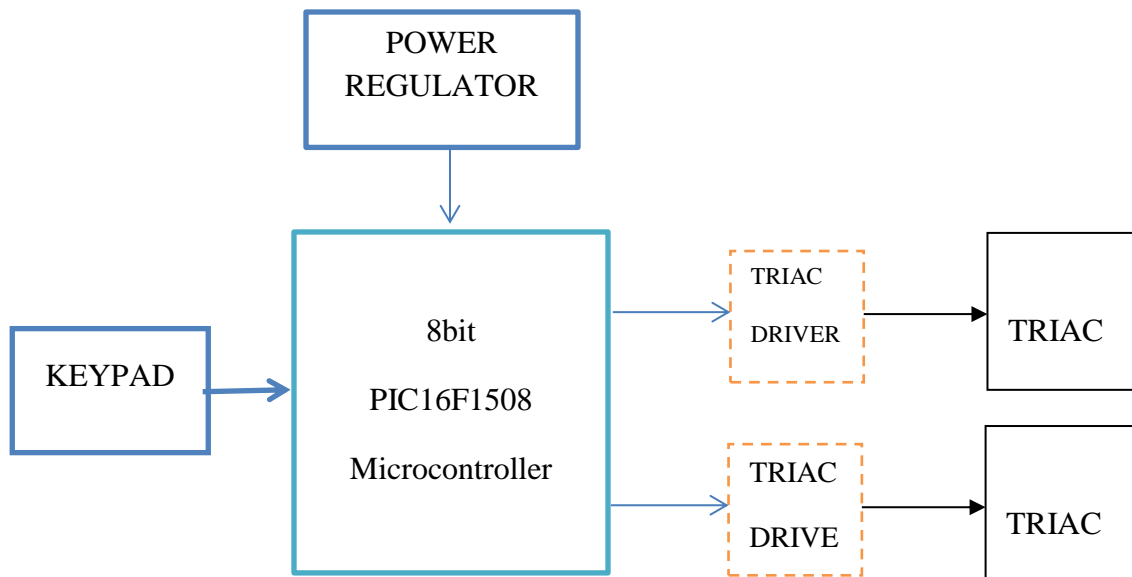 POWER
REGULATOR
KEYPAD
8bit
PIC16F1508
Microcontroller
TRIAC
DRIVER
TRIAC
TRIAC
DRIVE
TRIAC